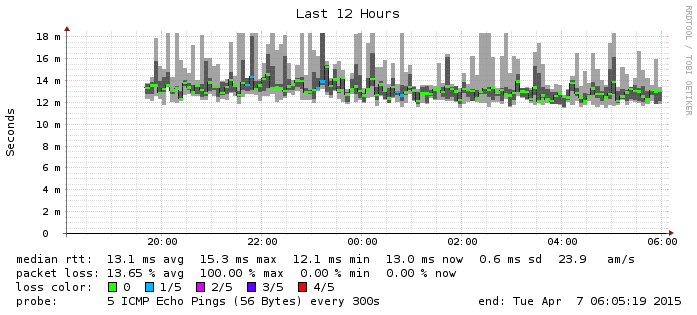 Last 12 Hours
RRDTOOL / TOBI OETIKER
Seconds
18 m
16 m
14 m
12 m
10 m
8 m
6 m
4 m
2 m
0
20:00 22:00 00:00 02:00 04:00 06:00
median rtt: 13.1 ms avg 15.3 ms max 12.1 ms min 13.0 ms now 0.6 ms sd 23.9 am/s
packet loss: 13.65 % avg 100.00 % max 0.00 % min 0.00 % now
loss color: 0 1/5 2/5 3/5 4/5
probe: 5 ICMP Echo Pings (56 Bytes) every 300s end: Tue Apr 7 06:05:19 2015